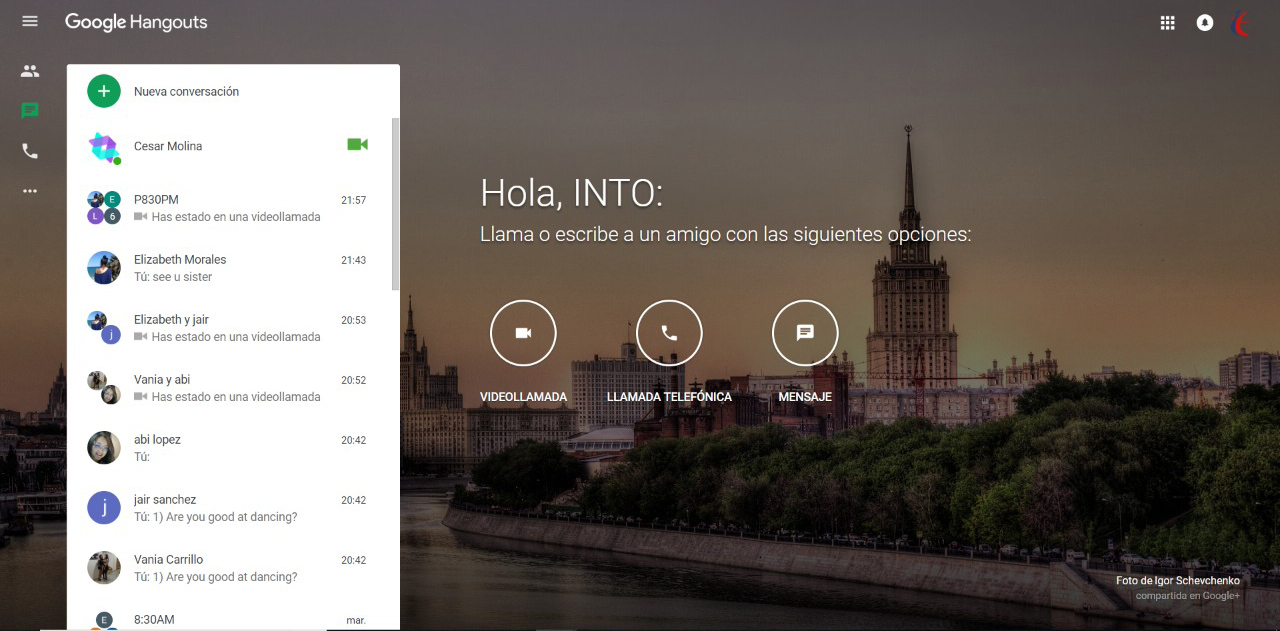 Google Hangouts
Nueva conversación
Cesar Molina
E
L
6
P830PM
21:57
Has estado en una videollamada
Elizabeth Morales
21:43
Tú: see u sister
j
Elizabeth y jair
20:53
Has estado en una videollamada
Vania y abi
20:52
Has estado en una videollamada
abi lopez
20:42
Tú:
j
jair sanchez
20:42
Tú: 1) Are you good at dancing?
Vania Carrillo
20:42
Tú: 1) Are you good at dancing?
E
8:30AM
mar.
Hola, INTO:
Llama o escribe a un amigo con las siguientes opciones:
VIDEOLLAMADA
LLAMADA TELEFÓNICA
MENSAJE
Foto de Igor Schevchenko
compartida en Google+